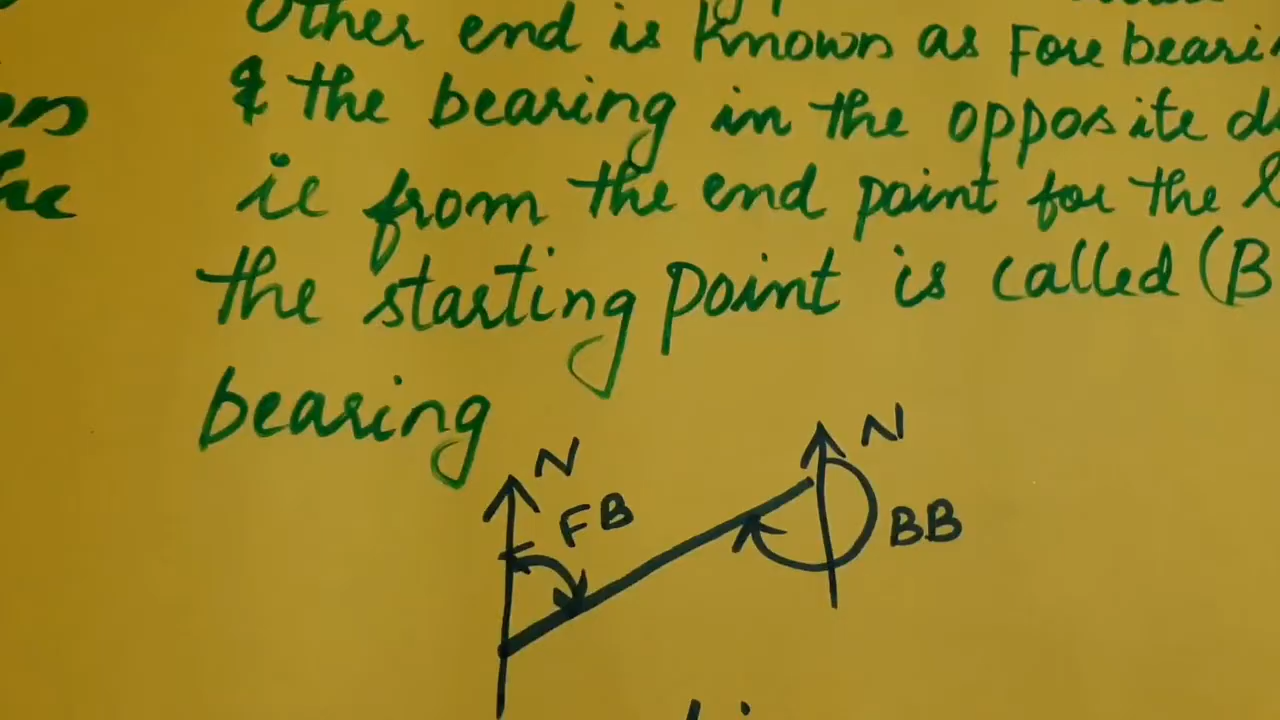 Other end is Known as Fore beari
& the bearing in the opposite d
ie from the end point for the
the starting point is called (B
bearing
N
N
FB
BB